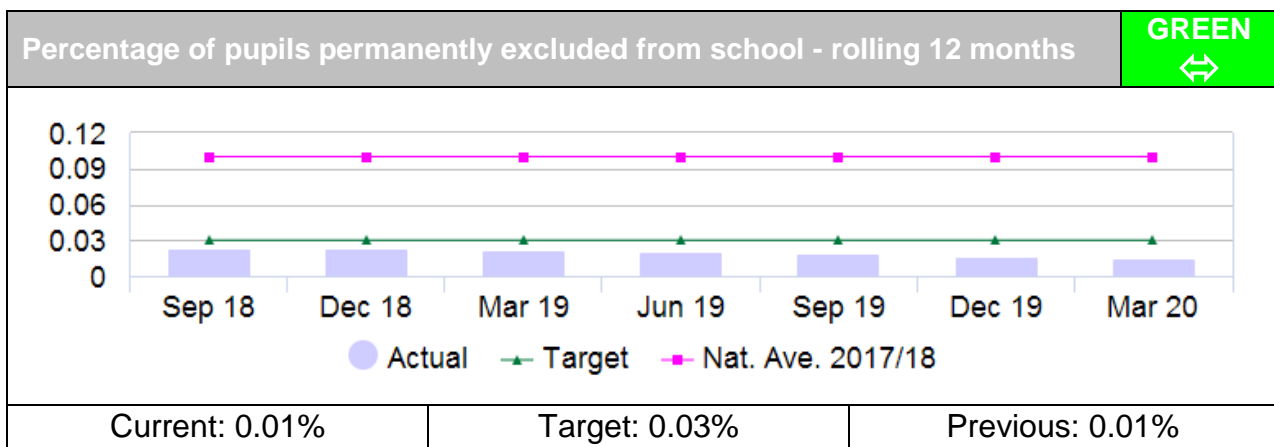 Percentage of pupils permanently excluded from school - rolling 12 months
GREEN
⬄
0.12
0.09
0.06
0.03
0
Sep 18 Dec 18 Mar 19 Jun 19 Sep 19 Dec 19 Mar 20
Actual Target Nat. Ave. 2017/18
Current: 0.01% Target: 0.03% Previous: 0.01%